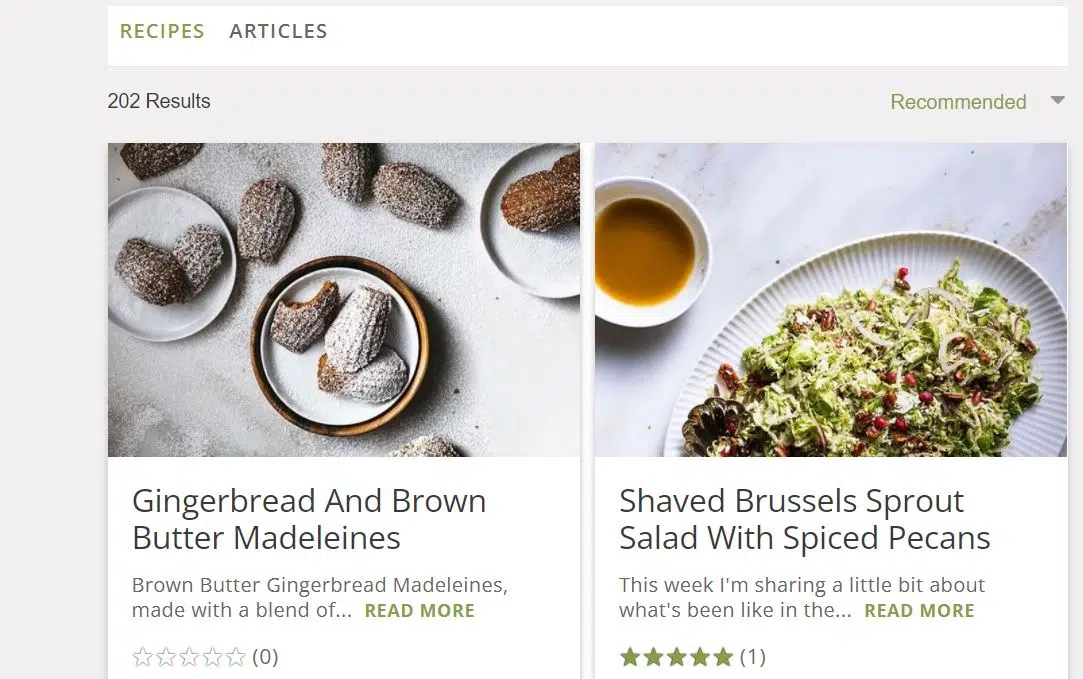 RECIPES ARTICLES
202 Results
Recommended
Gingerbread And Brown
Butter Madeleines
Brown Butter Gingerbread Madeleines,
made with a blend of... READ MORE
(0)
Shaved Brussels Sprout
Salad With Spiced Pecans
This week I'm sharing a little bit about
what's been like in the... READ MORE
(1)